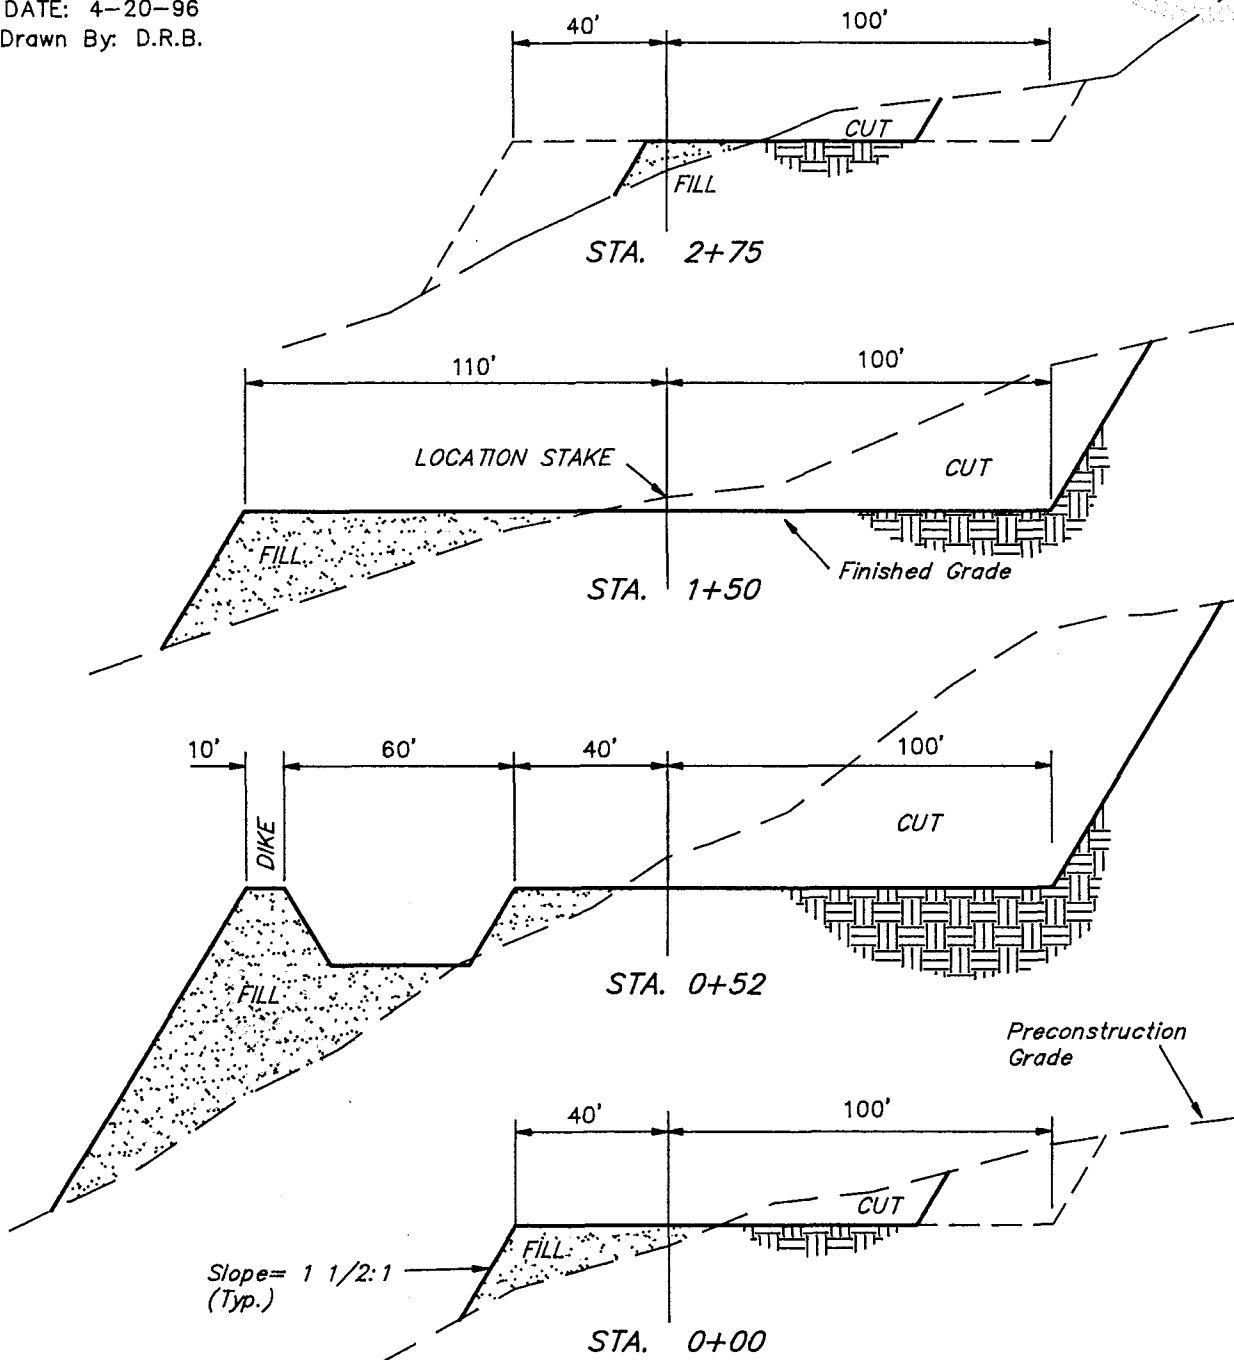 DATE: 4-20-96
Drawn By: D.R.B.
40' 100'
CUT
FILL
STA. 2+75
110' 100'
LOCATION STAKE
CUT
FILL
Finished Grade
STA. 1+50
10' 60' 40' 100'
DIKE
CUT
FILL
STA. 0+52
Preconstruction
Grade
40' 100'
CUT
FILL
Slope= 1 1/2:1
(Typ.)
STA. 0+00